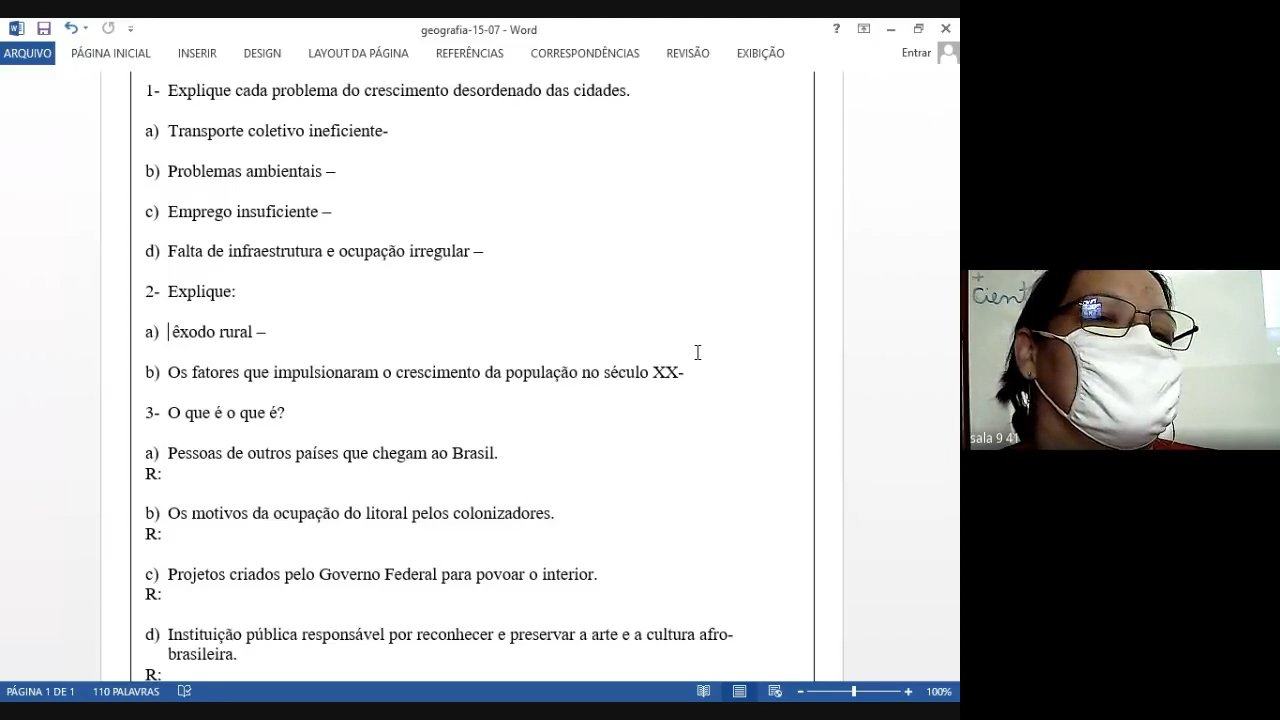 geografia-15-07 - Word
?
ARQUIVO PÁGINA INICIAL INSERIR DESIGN LAYOUT DA PÁGINA REFERÊNCIAS CORRESPONDÊNCIAS REVISÃO EXIBIÇÃO Entrar
1- Explique cada problema do crescimento desordenado das cidades.
a) Transporte coletivo ineficiente-
b) Problemas ambientais –
c) Emprego insuficiente –
d) Falta de infraestrutura e ocupação irregular –
2- Explique:
a) êxodo rural –
b) Os fatores que impulsionaram o crescimento da população no século XX-
3- O que é o que é?
a) Pessoas de outros países que chegam ao Brasil.
R:
b) Os motivos da ocupação do litoral pelos colonizadores.
R:
c) Projetos criados pelo Governo Federal para povoar o interior.
R:
d) Instituição pública responsável por reconhecer e preservar a arte e a cultura afro-
brasileira.
R:
PÁGINA 1 DE 1 110 PALAVRAS 100%
+
Cient
sala 9 41